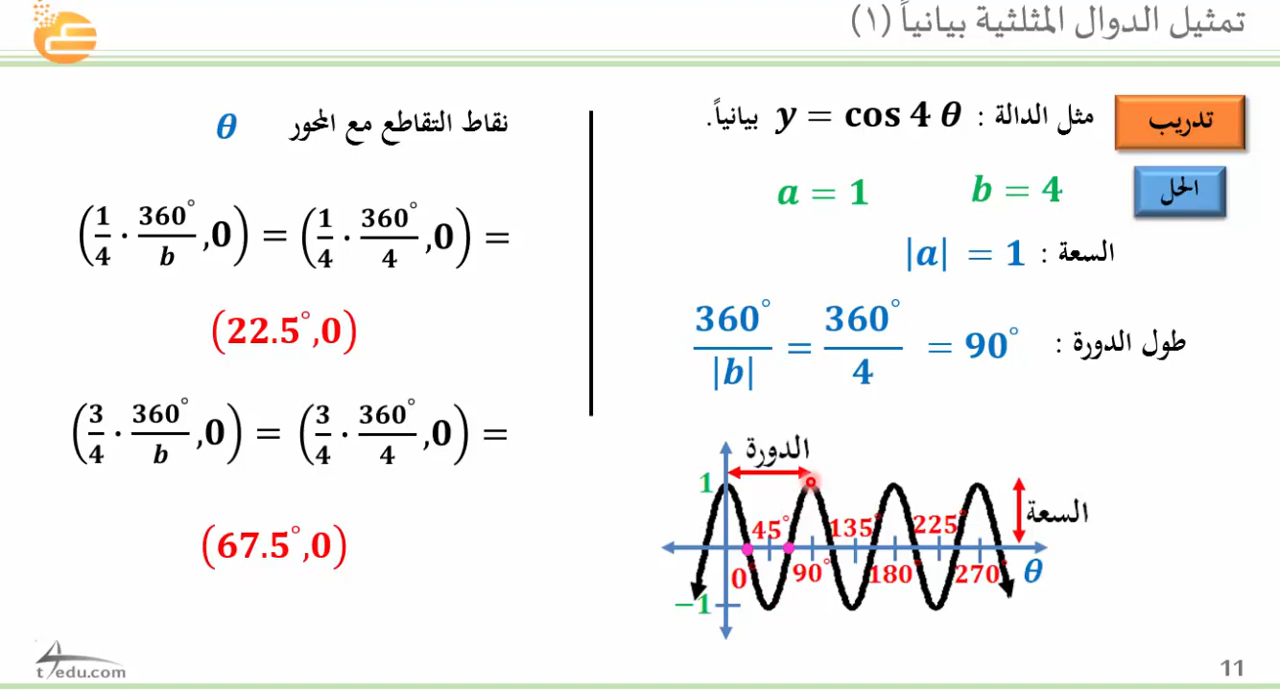 تمثيل الدوال المثلثية بيانياً (١)
تدريب
مثل الدالة : y = cos 4 θ بيانياً.
الحل
a = 1 b = 4
السعة : |a| = 1
طول الدورة : 360°/|b| = 360°/4 = 90°
الدورة
السعة
1
45° 135° 225°
0° 90° 180° 270° θ
−1
نقاط التقاطع مع المحور θ
(1/4 · 360°/b ,0) = (1/4 · 360°/4 ,0) =
(22.5°,0)
(3/4 · 360°/b ,0) = (3/4 · 360°/4 ,0) =
(67.5°,0)
t4edu.com
11